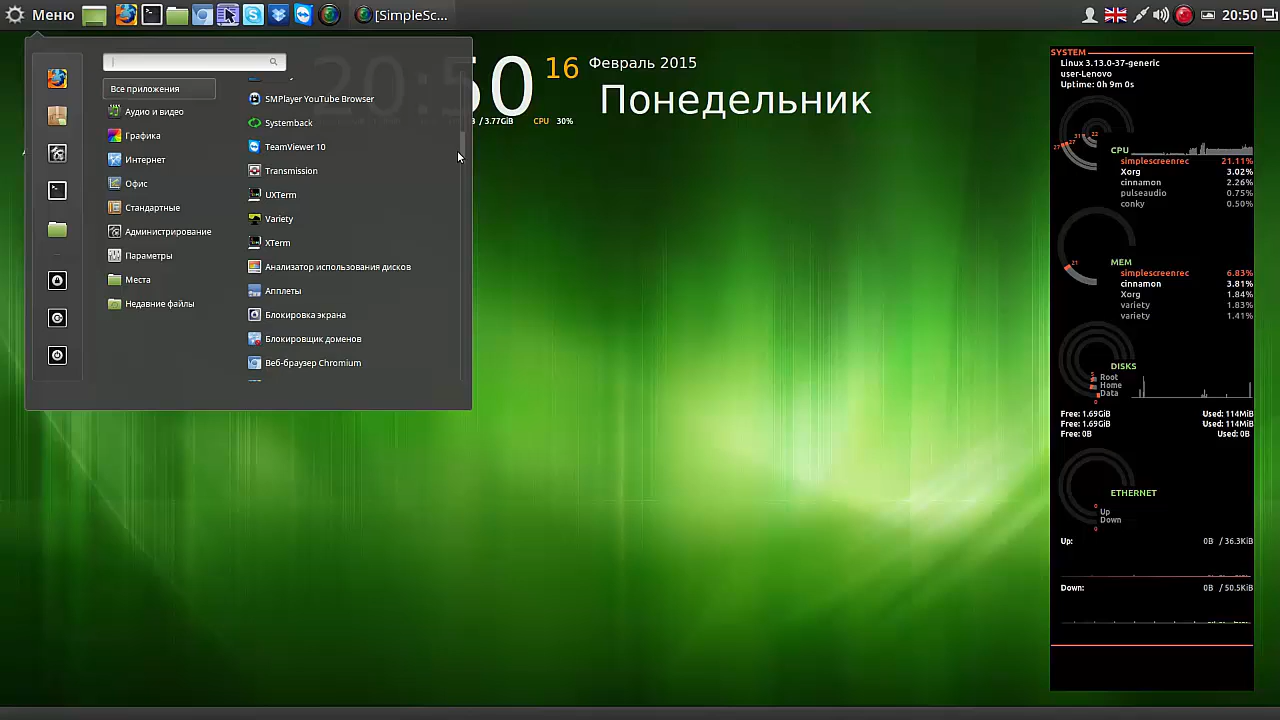 Меню
[SimpleSc...
20:50
Все приложения
Аудио и видео
Графика
Интернет
Офис
Стандартные
Администрирование
Параметры
Места
Недавние файлы
SMPlayer YouTube Browser
Systemback
TeamViewer 10
Transmission
UXTerm
Variety
XTerm
Анализатор использования дисков
Апплеты
Блокировка экрана
Блокировщик доменов
Веб-браузер Chromium
20:50
16
Февраль 2015
Понедельник
/ 3.77GiB CPU 30%
SYSTEM
Linux 3.13.0-37-generic
user-Lenovo
Uptime: 0h 9m 0s
CPU
simplescreenrec 21.11%
Xorg 3.02%
cinnamon 2.26%
pulseaudio 0.75%
conky 0.50%
MEM
simplescreenrec 6.83%
cinnamon 3.81%
Xorg 1.84%
variety 1.83%
variety 1.41%
DISKS
Root
Home
Data
Free: 1.69GiB Used: 114MiB
Free: 1.69GiB Used: 114MiB
Free: 0B Used: 0B
ETHERNET
Up
Down
Up: 0B / 36.3KiB
Down: 0B / 50.5KiB